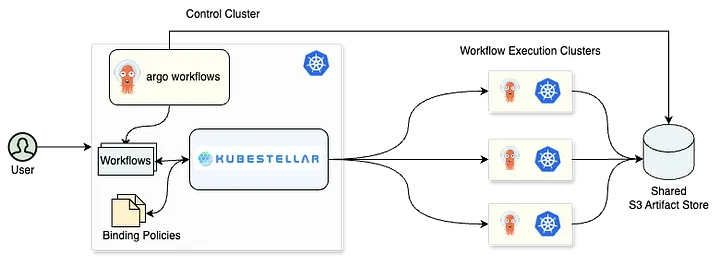 Control Cluster
argo workflows
Workflow Execution Clusters
User
Workflows
KUBESTELLAR
Binding Policies
Shared
S3 Artifact Store